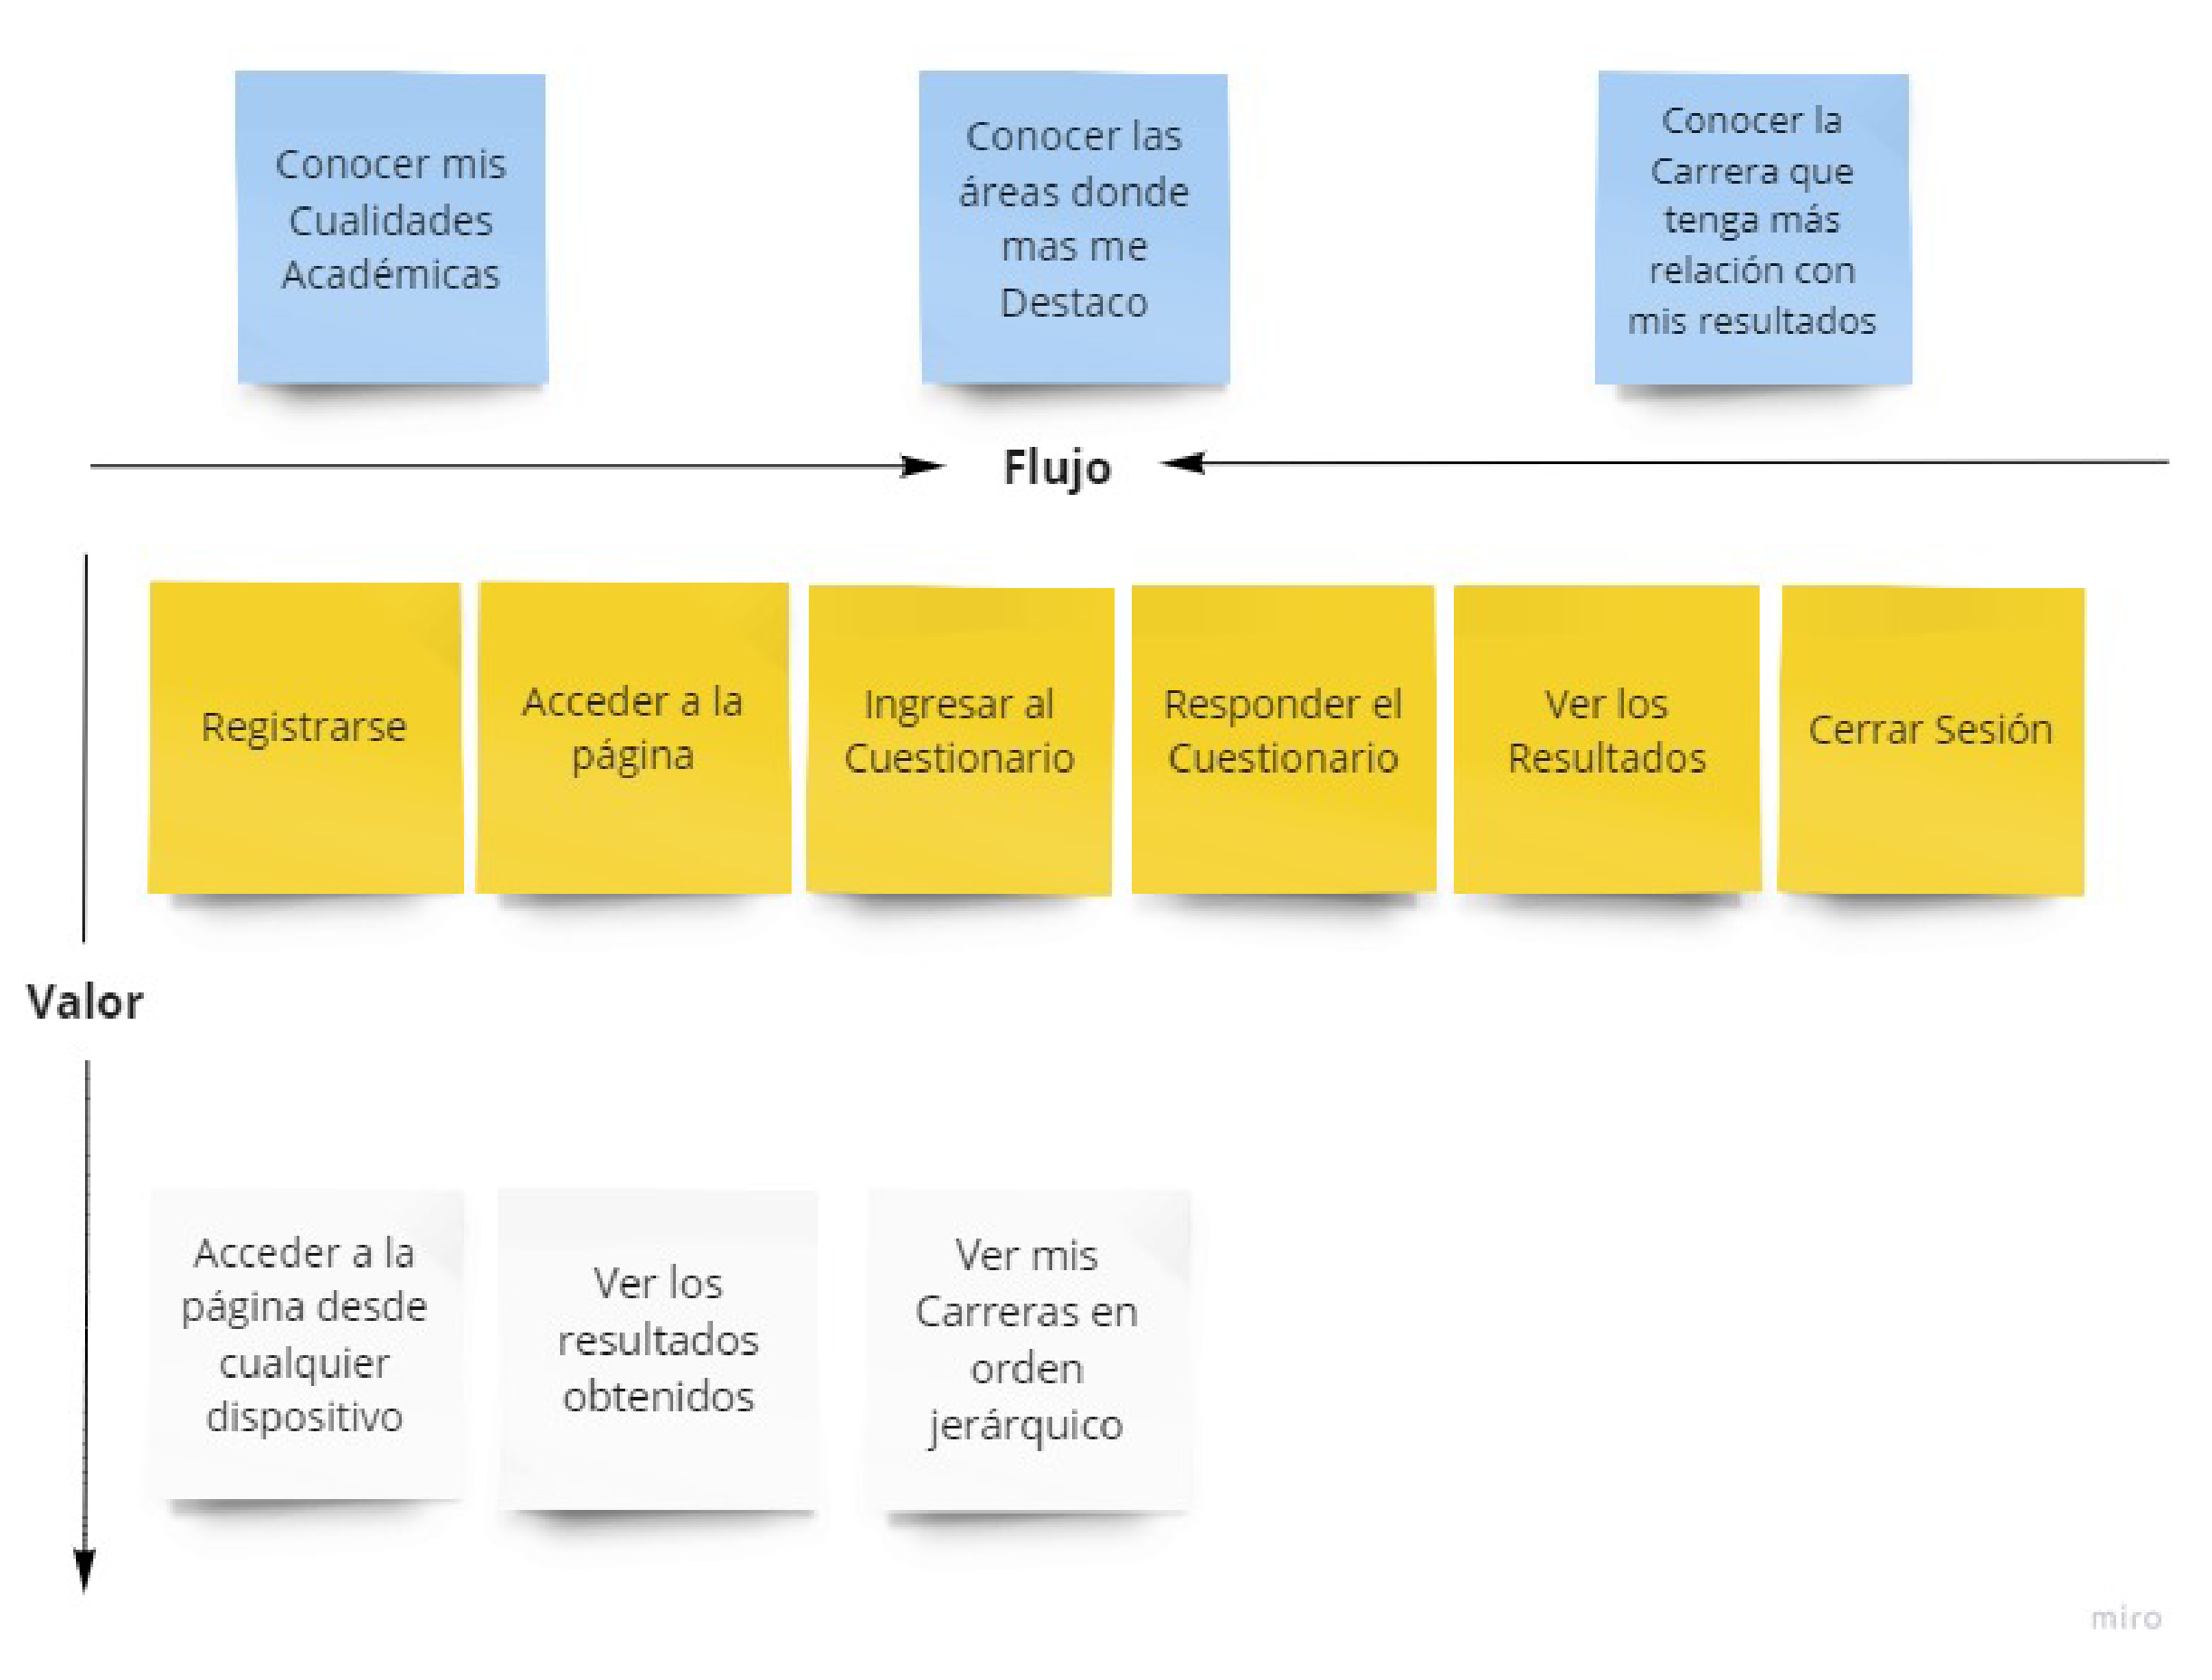 Conocer mis
Cualidades
Académicas
Conocer las
áreas donde
mas me
Destaco
Conocer la
Carrera que
tenga más
relación con
mis resultados
Flujo
Registrarse
Acceder a la
página
Ingresar al
Cuestionario
Responder el
Cuestionario
Ver los
Resultados
Cerrar Sesión
Valor
Acceder a la
página desde
cualquier
dispositivo
Ver los
resultados
obtenidos
Ver mis
Carreras en
orden
jerárquico
miro